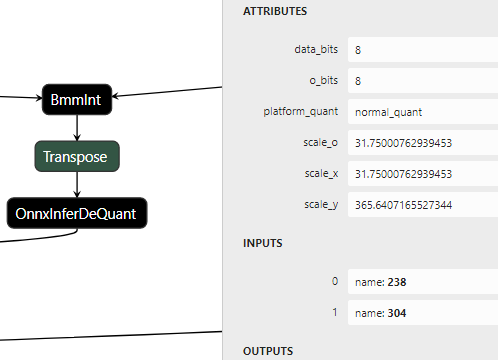 BmmInt
Transpose
OnnxInferDeQuant
ATTRIBUTES
data_bits 8
o_bits 8
platform_quant normal_quant
scale_o 31.75000762939453
scale_x 31.75000762939453
scale_y 365.6407165527344
INPUTS
0 name: 238
1 name: 304
OUTPUTS